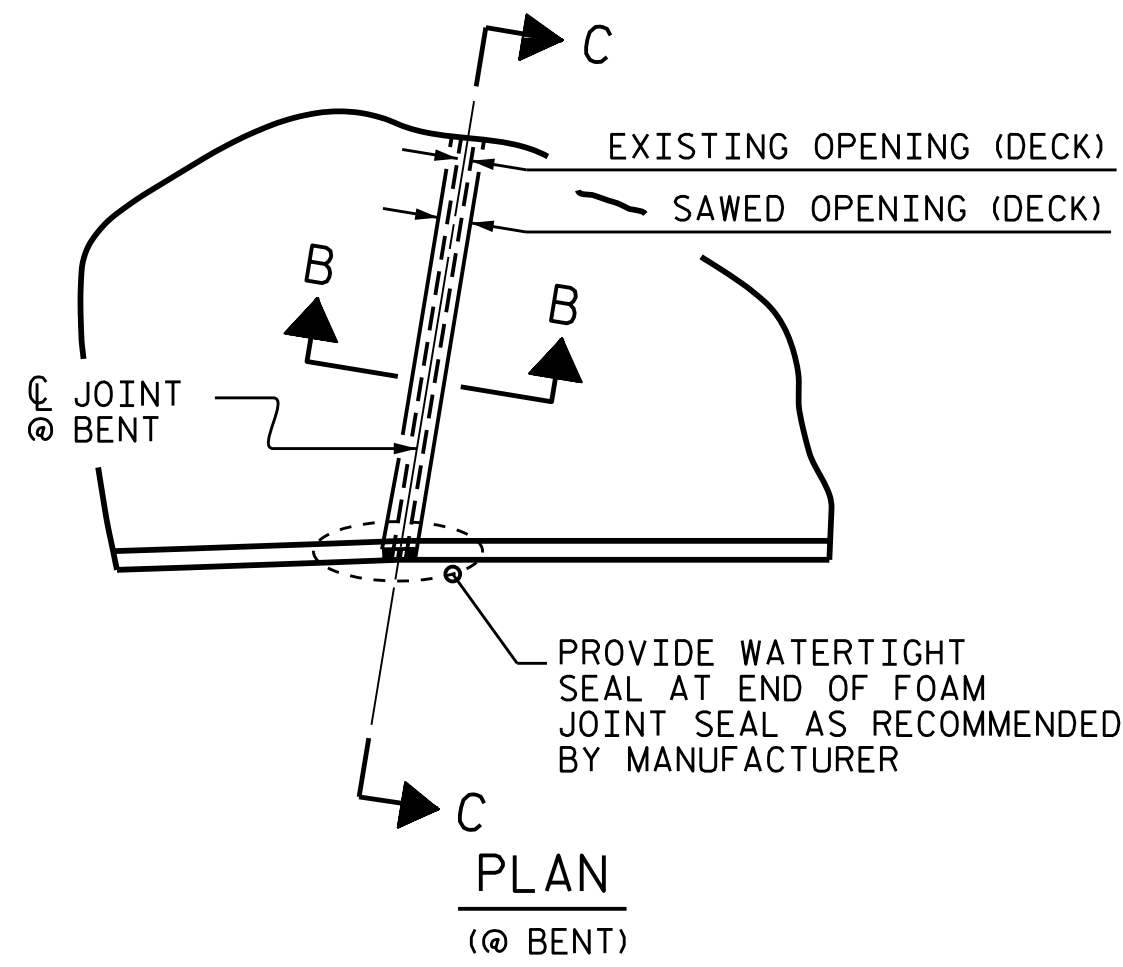 C
EXISTING OPENING (DECK)
SAWED OPENING (DECK)
B
B
℄ JOINT
@ BENT
PROVIDE WATERTIGHT
SEAL AT END OF FOAM
JOINT SEAL AS RECOMMENDED
BY MANUFACTURER
C
PLAN
(@ BENT)